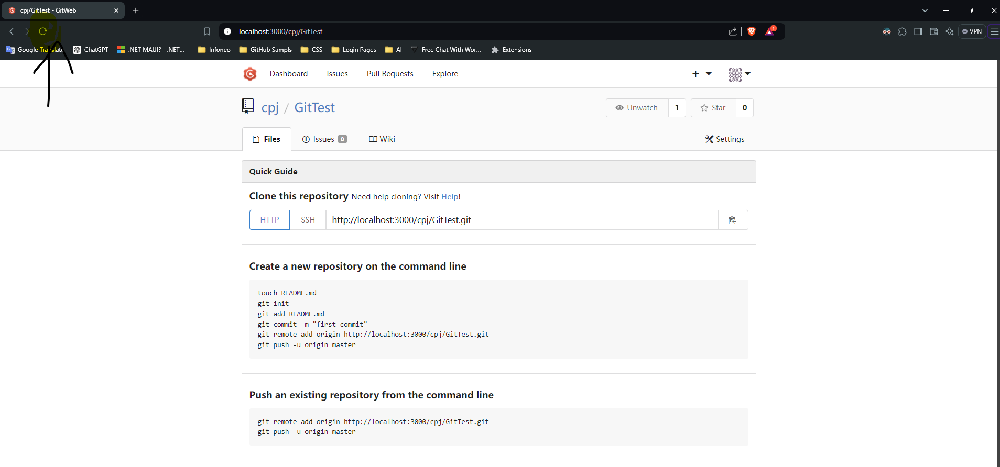 cpj/GitTest - GitWeb
localhost:3000/cpj/GitTest
1
VPN
Google Translate ChatGPT .NET MAUI? - .NET... Infoneo GitHub Sampls CSS Login Pages AI Free Chat With Wor... Extensions
Dashboard Issues Pull Requests Explore
cpj / GitTest
Unwatch 1 Star 0
Files Issues 0 Wiki Settings
Quick Guide
Clone this repository Need help cloning? Visit Help!
HTTP SSH http://localhost:3000/cpj/GitTest.git
Create a new repository on the command line
touch README.md
git init
git add README.md
git commit -m "first commit"
git remote add origin http://localhost:3000/cpj/GitTest.git
git push -u origin master
Push an existing repository from the command line
git remote add origin http://localhost:3000/cpj/GitTest.git
git push -u origin master